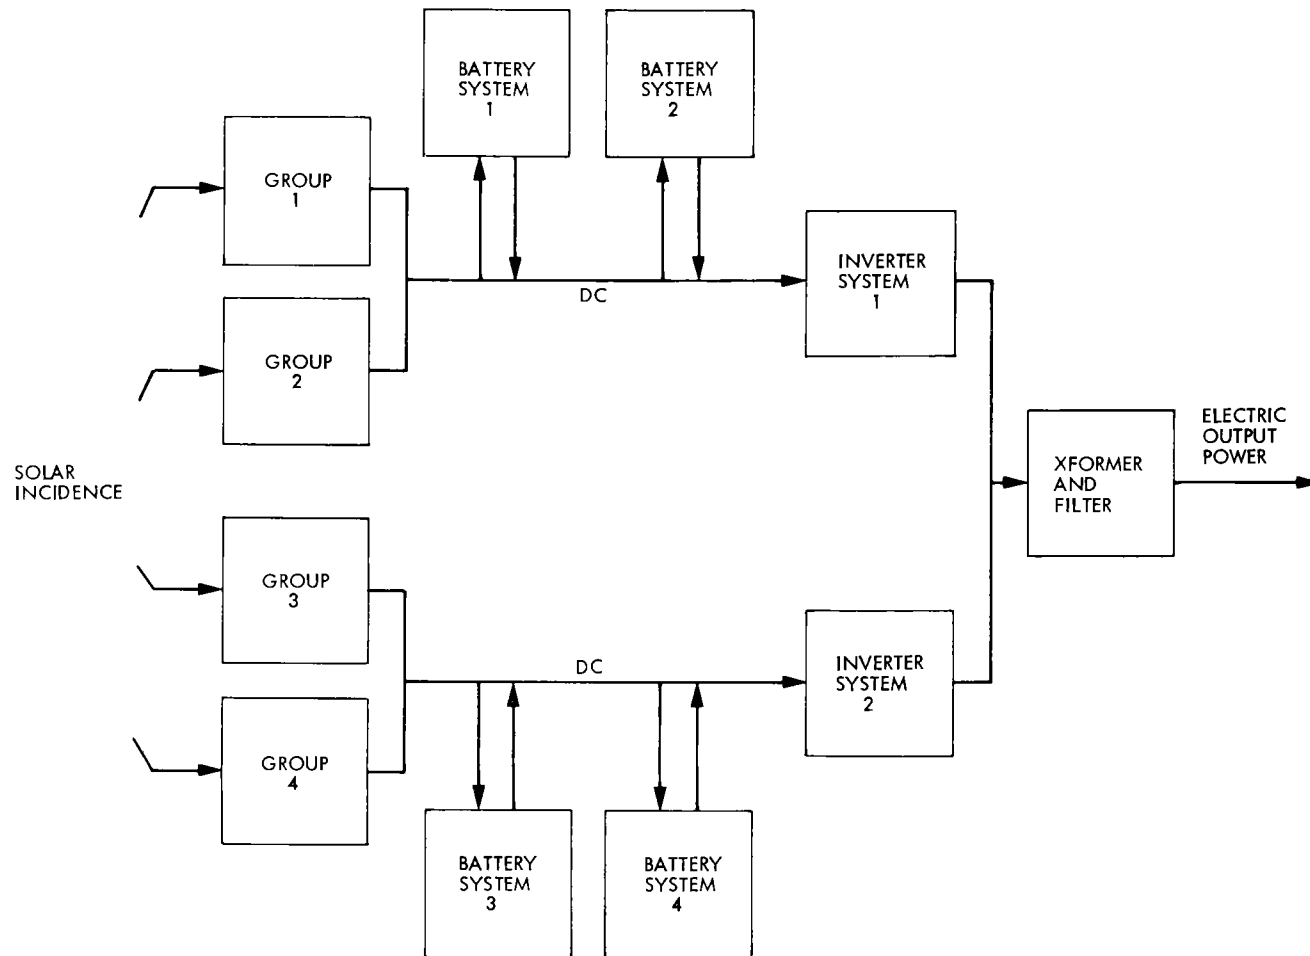 BATTERY
SYSTEM
1
BATTERY
SYSTEM
2
GROUP
1
GROUP
2
DC
INVERTER
SYSTEM
1
SOLAR
INCIDENCE
XFORMER
AND
FILTER
ELECTRIC
OUTPUT
POWER
GROUP
3
GROUP
4
DC
INVERTER
SYSTEM
2
BATTERY
SYSTEM
3
BATTERY
SYSTEM
4